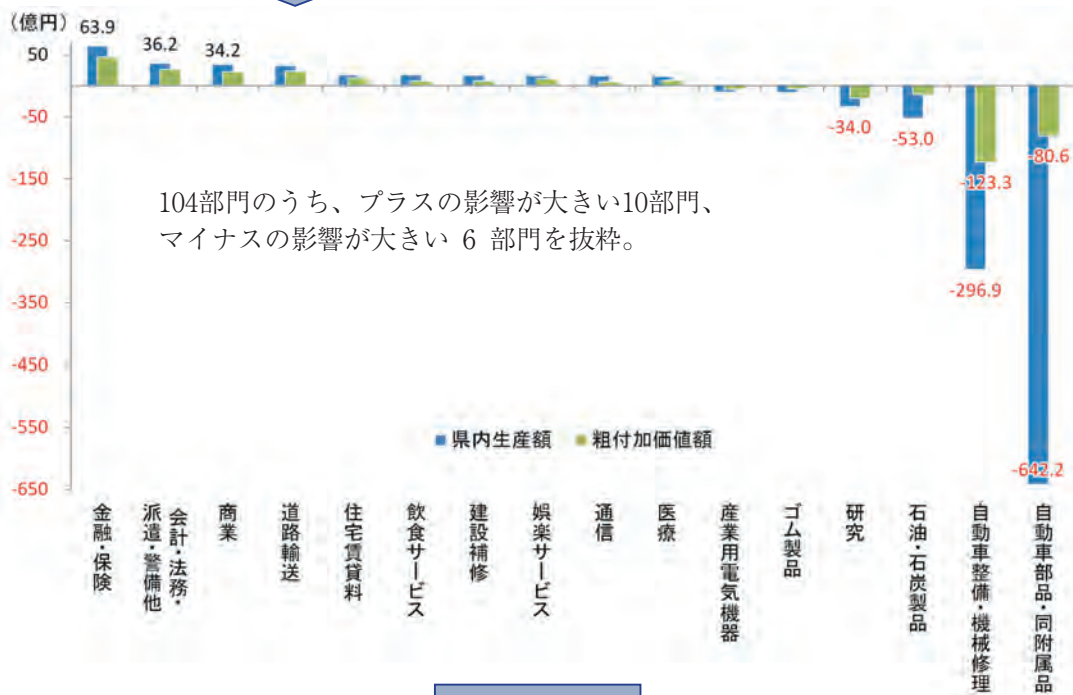 (億円)
63.9
36.2
34.2
50
-50
-150
-250
-350
-450
-550
-650
-34.0
-53.0
-123.3
-80.6
-296.9
-642.2
104部門のうち、プラスの影響が大きい10部門、
マイナスの影響が大きい 6 部門を抜粋。
県内生産額 粗付加価値額
金融・保険
会計・法務・
派遣・警備他
商業
道路輸送
住宅賃貸料
飲食サービス
建設補修
娯楽サービス
通信
医療
産業用電気機器
ゴム製品
研究
石油・石炭製品
自動車整備・機械修理
自動車部品・同附属品